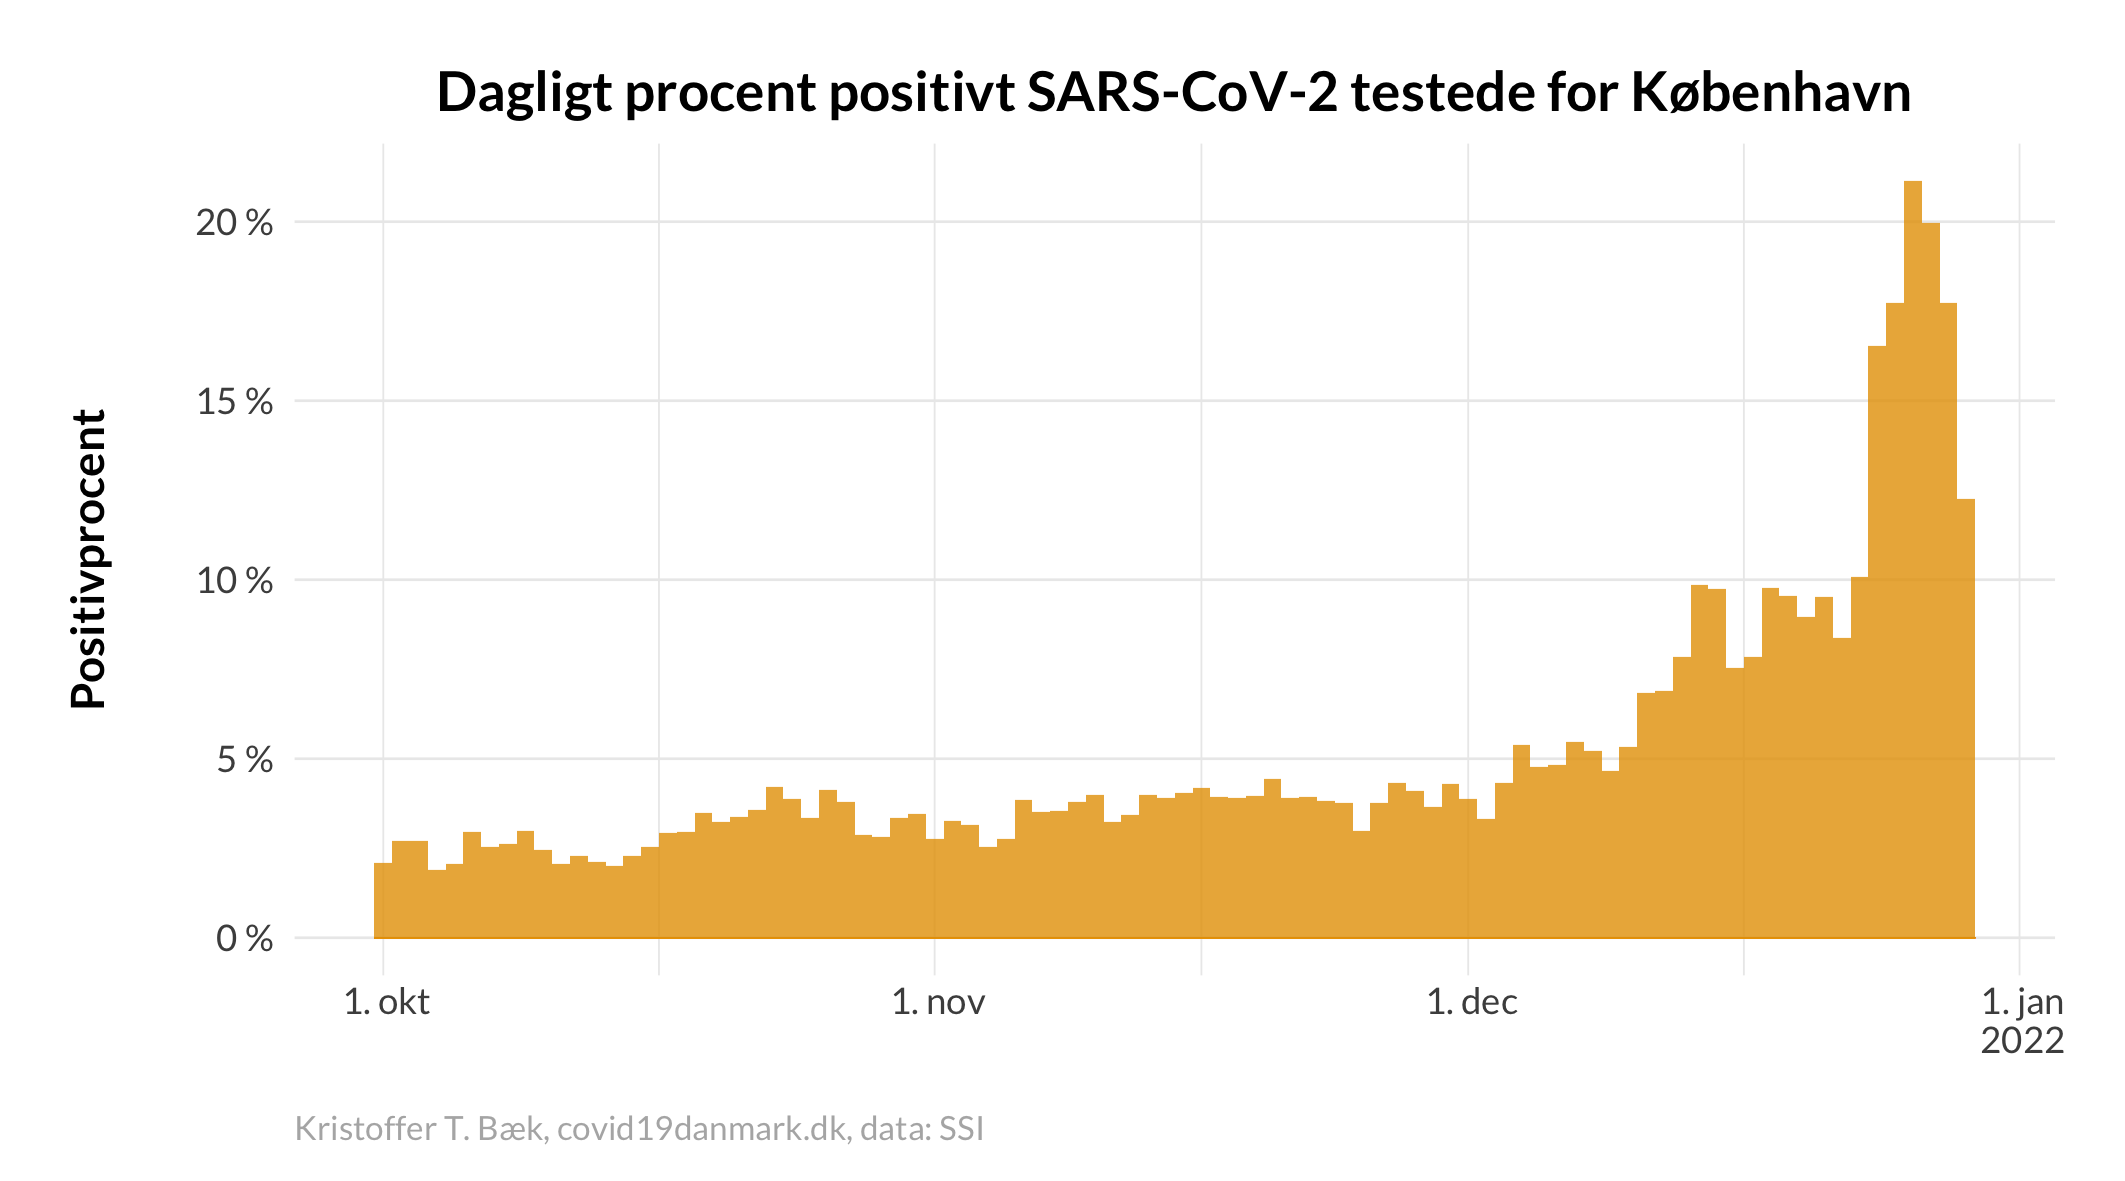 Dagligt procent positivt SARS-CoV-2 testede for København
Positivprocent
20 %
15 %
10 %
5 %
0 %
1. okt
1. nov
1. dec
1. jan
2022
Kristoffer T. Bæk, covid19danmark.dk, data: SSI